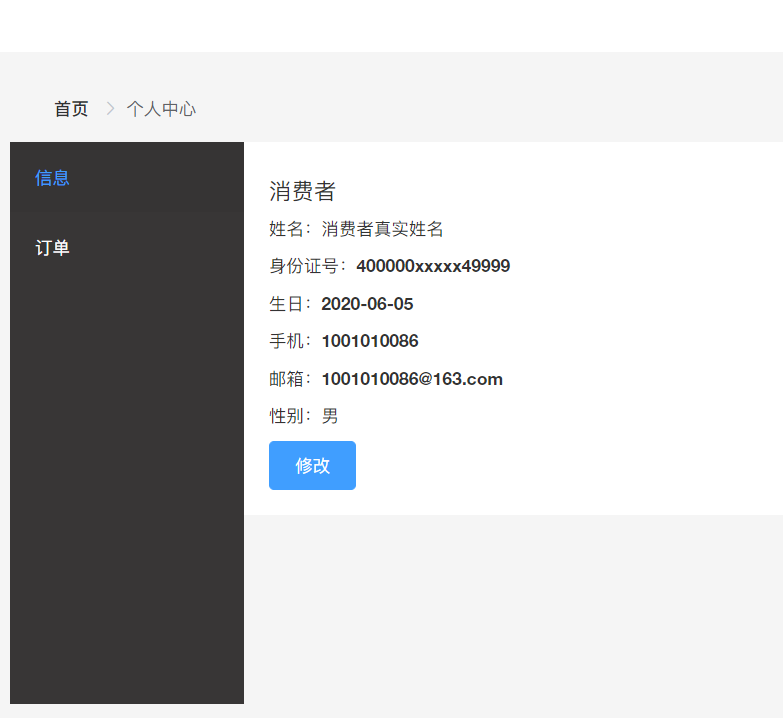 首页 > 个人中心
信息
订单
消费者
姓名：消费者真实姓名
身份证号：400000xxxxx49999
生日：2020-06-05
手机：1001010086
邮箱：1001010086@163.com
性别：男
修改